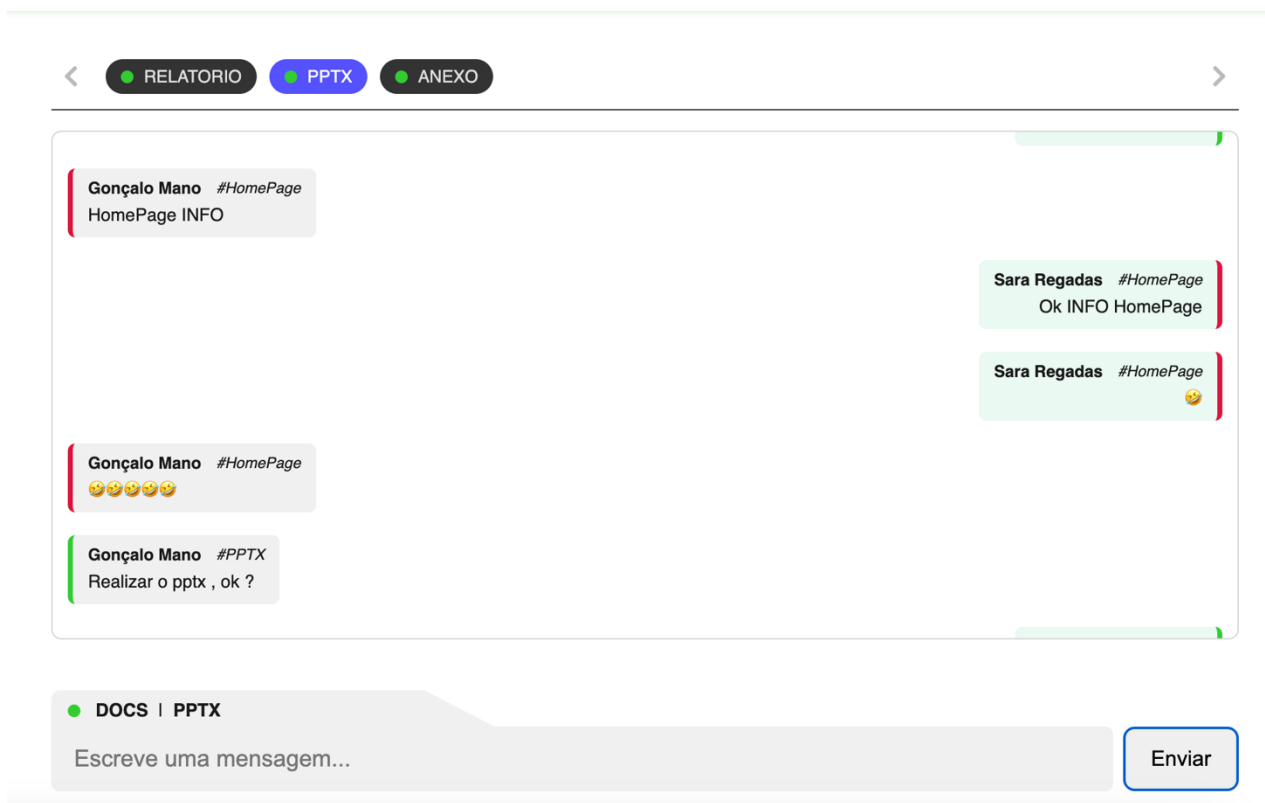 RELATORIO PPTX ANEXO
Gonçalo Mano #HomePage
HomePage INFO
Sara Regadas #HomePage
Ok INFO HomePage
Sara Regadas #HomePage
🤣
Gonçalo Mano #HomePage
🤣🤣🤣🤣🤣
Gonçalo Mano #PPTX
Realizar o pptx , ok ?
DOCS | PPTX
Escreve uma mensagem...
Enviar